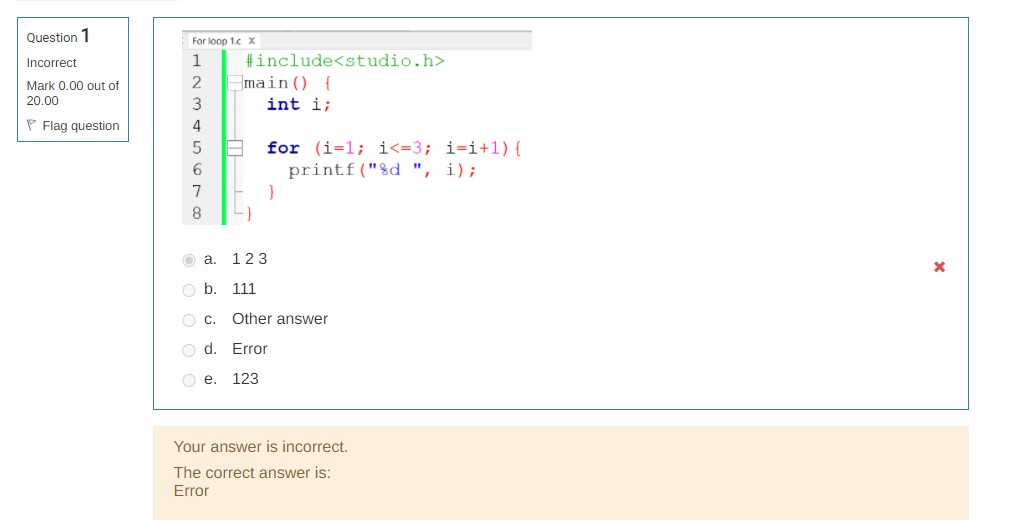 Question 1
Incorrect
Mark 0.00 out of
20.00
Flag question
For loop 1.c X
1 #include<studio.h>
2 main() {
3 int i;
4
5 for (i=1; i<=3; i=i+1){
6 printf("%d ", i);
7 }
8 }
a. 1 2 3
b. 111
c. Other answer
d. Error
e. 123
Your answer is incorrect.
The correct answer is:
Error